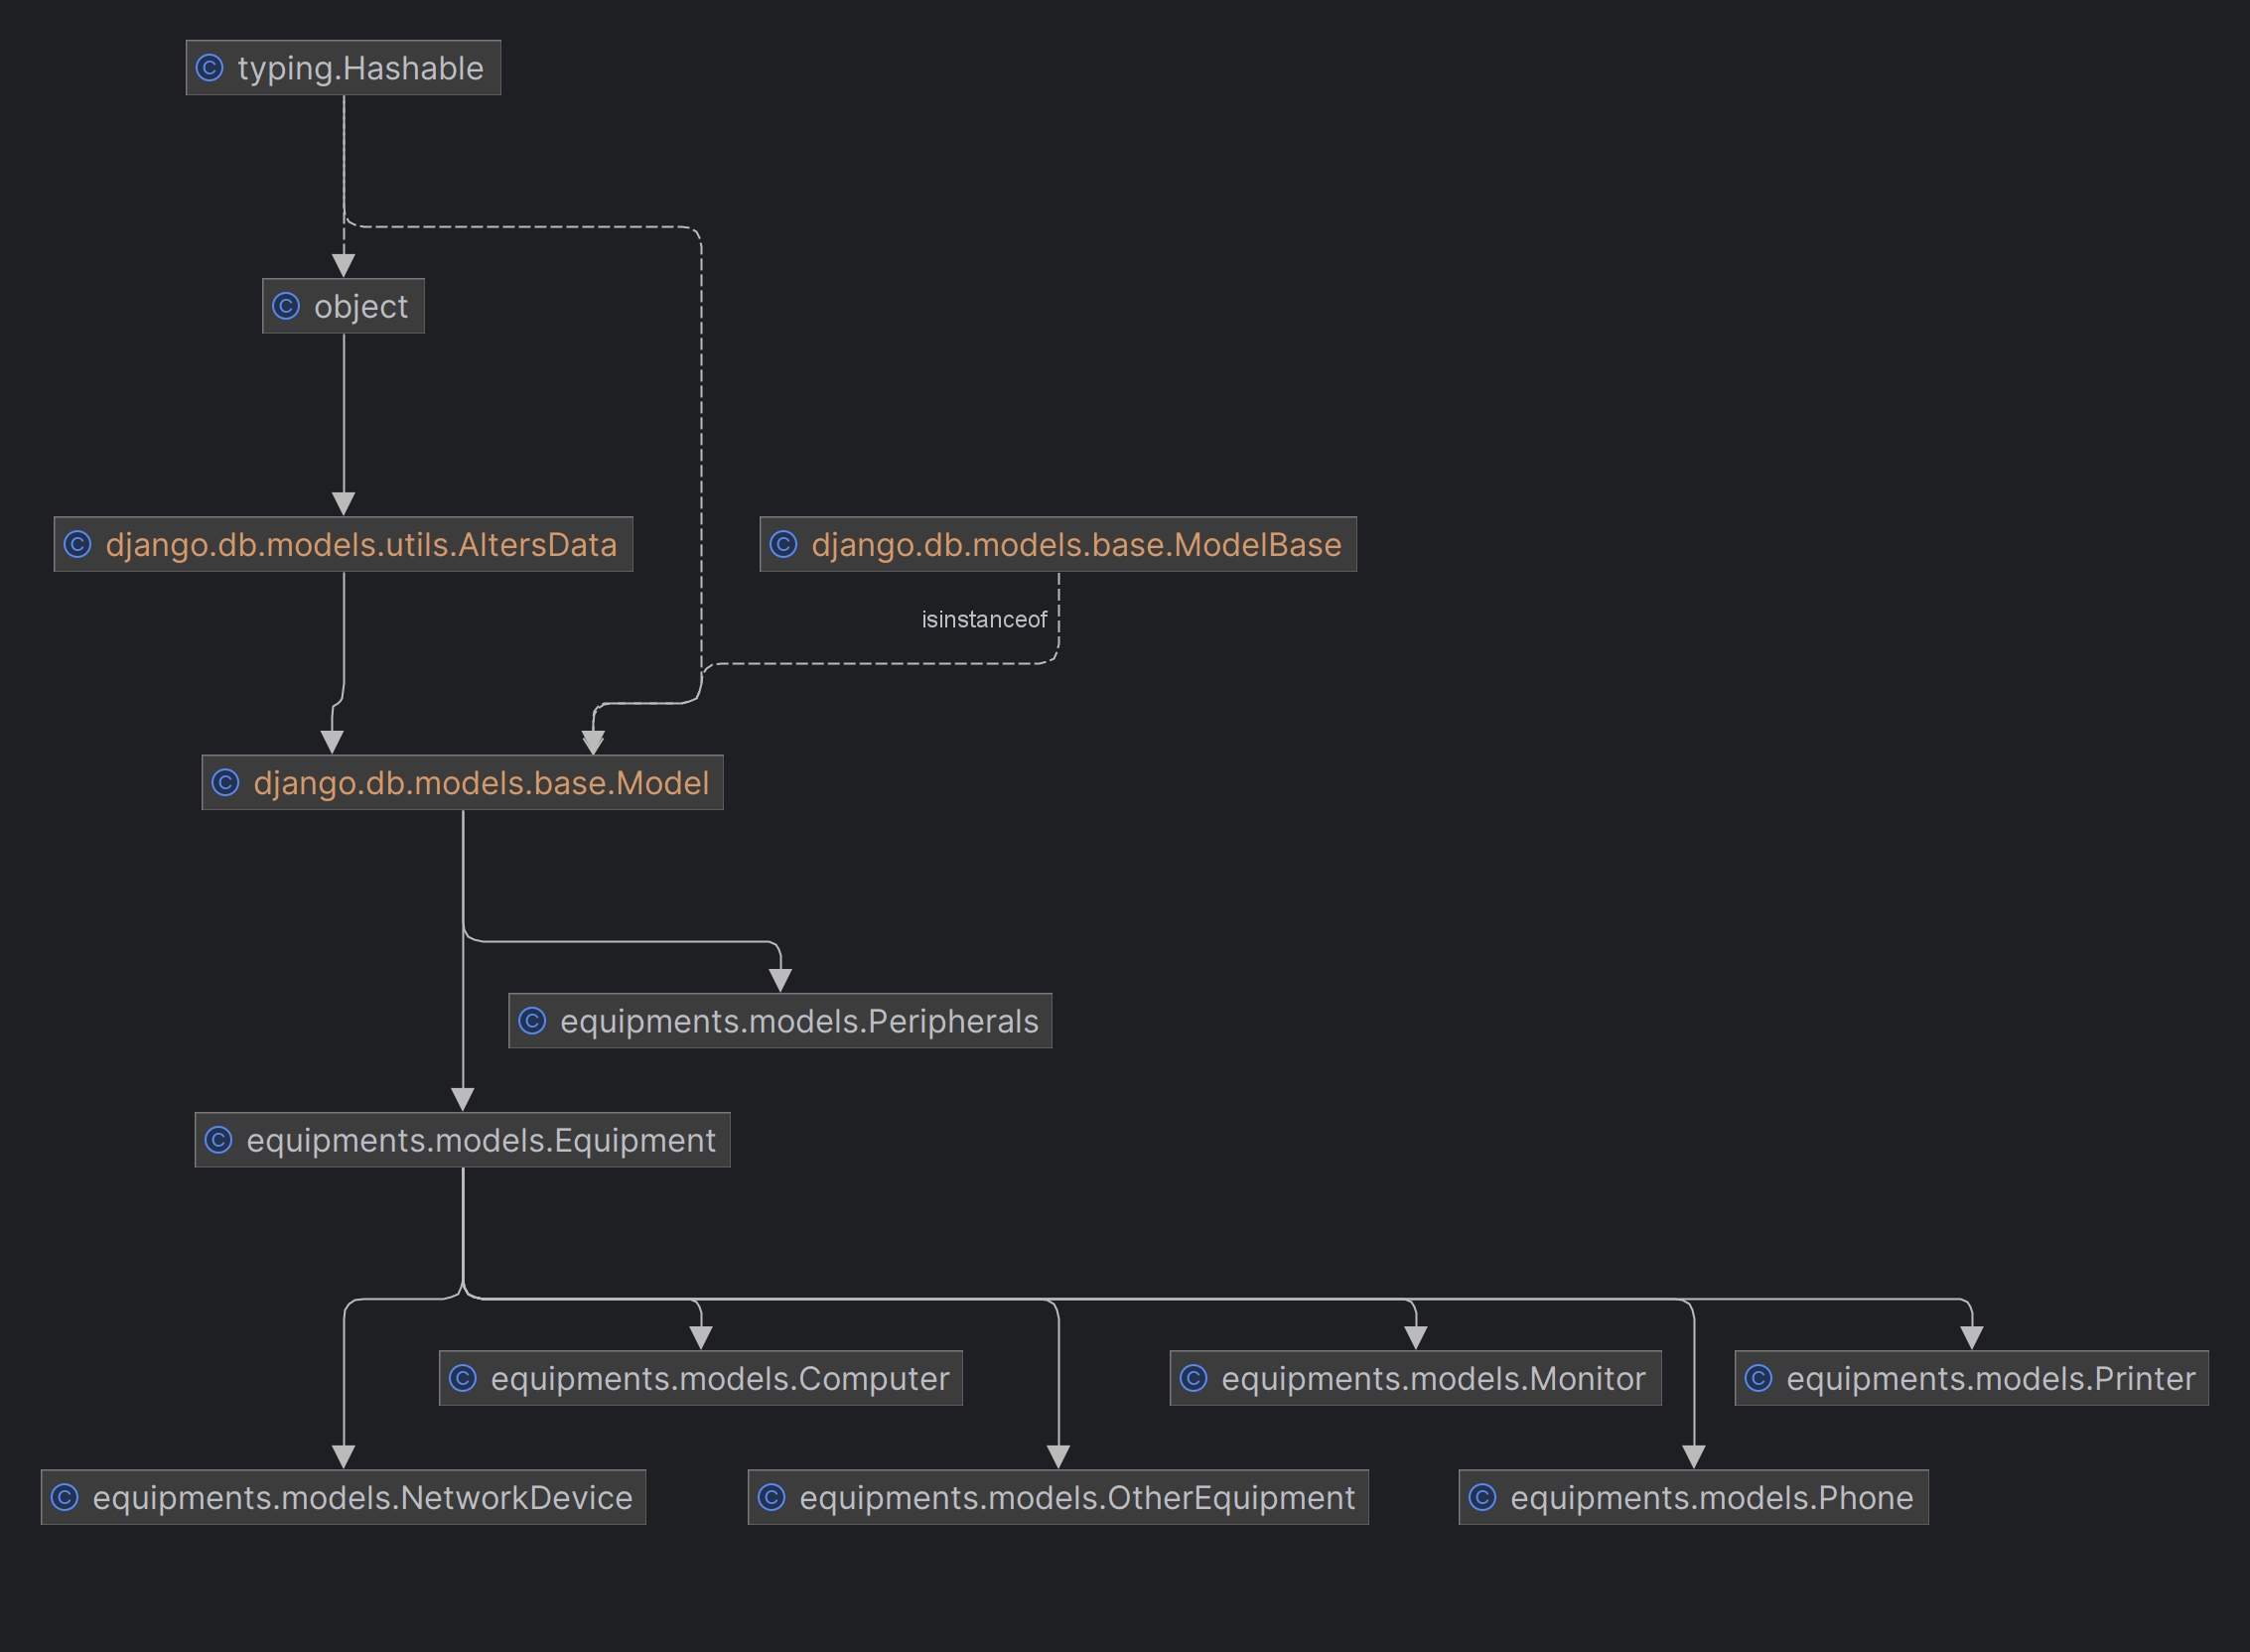 typing.Hashable
object
django.db.models.utils.AltersData
django.db.models.base.ModelBase
isinstanceof
django.db.models.base.Model
equipments.models.Peripherals
equipments.models.Equipment
equipments.models.Computer
equipments.models.Monitor
equipments.models.Printer
equipments.models.NetworkDevice
equipments.models.OtherEquipment
equipments.models.Phone